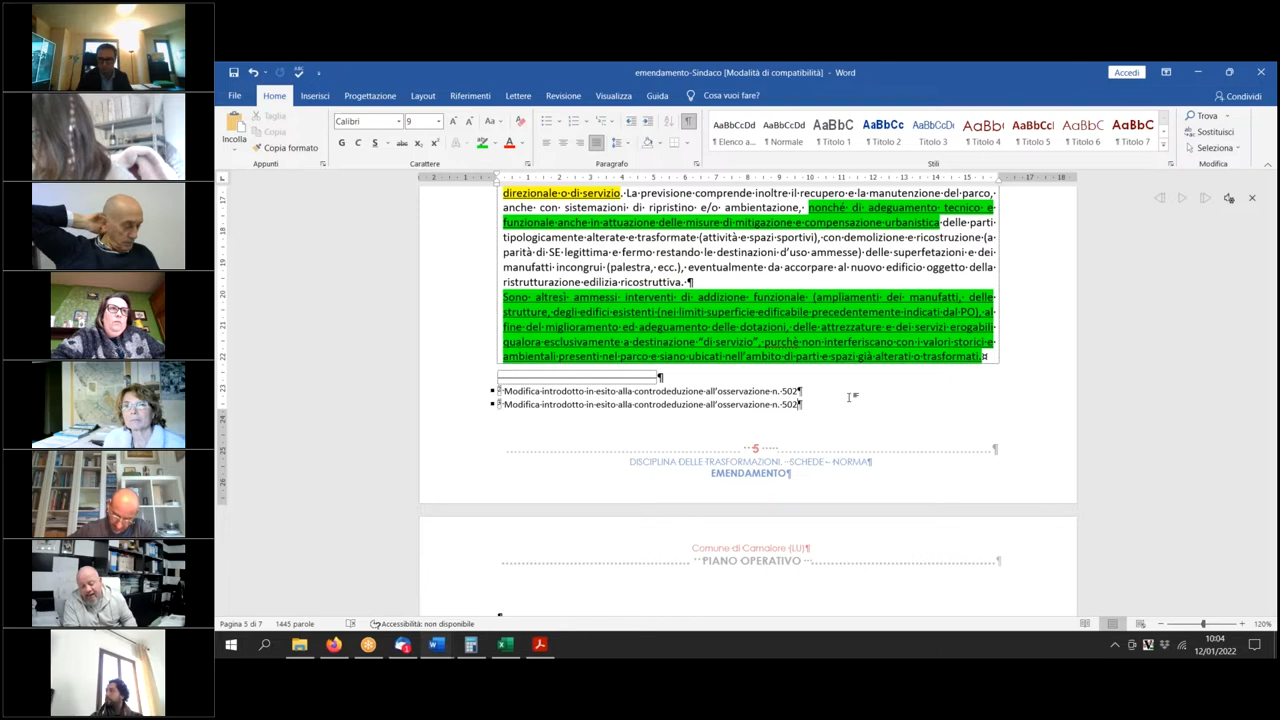 emendamento-Sindaco [Modalità di compatibilità] - Word
Accedi
File Home Inserisci Progettazione Layout Riferimenti Lettere Revisione Visualizza Guida Cosa vuoi fare? Condividi
Incolla
Taglia
Copia
Copia formato
Appunti
Calibri 9
Carattere
Paragrafo
AaBbCcDd AaBbCcDd AaBbC AaBbCc AaBbCcI AaBb( AaBbCc AaBbC AaBbC
¶ Elenco a... ¶ Normale ¶ Titolo 1 ¶ Titolo 2 ¶ Titolo 3 ¶ Titolo 4 ¶ Titolo 5 ¶ Titolo 6 ¶ Titolo 7
Stili
Trova
Sostituisci
Seleziona
Modifica
direzionale·o·di·servizio.·La·previsione·comprende·inoltre·il·recupero·e·la·manutenzione·del·parco,·
anche· con· sistemazioni· di· ripristino· e/o· ambientazione,· nonché· di· adeguamento· tecnico· e·
funzionale·anche·in·attuazione·delle·misure·di·mitigazione·e·compensazione·urbanistica·delle·parti·
tipologicamente·alterate·e·trasformate·(attività·e·spazi·sportivi),·con·demolizione·e·ricostruzione·(a·
parità·di·SE·legittima·e·fermo·restando·le·destinazioni·d'uso·ammesse)·delle·superfetazioni·e·dei·
manufatti·incongrui·(palestra,·ecc.),·eventualmente·da·accorpare·al·nuovo·edificio·oggetto·della·
ristrutturazione·edilizia·ricostruttiva.·¶
Sono· altresì· ammessi· interventi· di· addizione· funzionale· (ampliamenti· dei· manufatti,· delle·
strutture,·degli·edifici·esistenti·(nei·limiti·superficie·edificabile·precedentemente·indicati·dal·PO),·al·
fine·del·miglioramento·ed·adeguamento·delle·dotazioni,·delle·attrezzature·e·dei·servizi·erogabili·
qualora·esclusivamente·a·destinazione·"di·servizio",·purchè·non·interferiscano·con·i·valori·storici·e·
ambientali·presenti·nel·parco·e·siano·ubicati·nell'ambito·di·parti·e·spazi·già·alterati·o·trasformati.¤
¶
Modifica·introdotto·in·esito·alla·controdeduzione·all'osservazione·n.·502¶
Modifica·introdotto·in·esito·alla·controdeduzione·all'osservazione·n.·502¶
5 ¶
DISCIPLINA·DELLE·TRASFORMAZIONI.··SCHEDE·–·NORMA¶
EMENDAMENTO¶
Comune·di·Camaiore·(LU)¶
PIANO·OPERATIVO ¶
Pagina 5 di 7 1445 parole Accessibilità: non disponibile 120%
10:04
12/01/2022